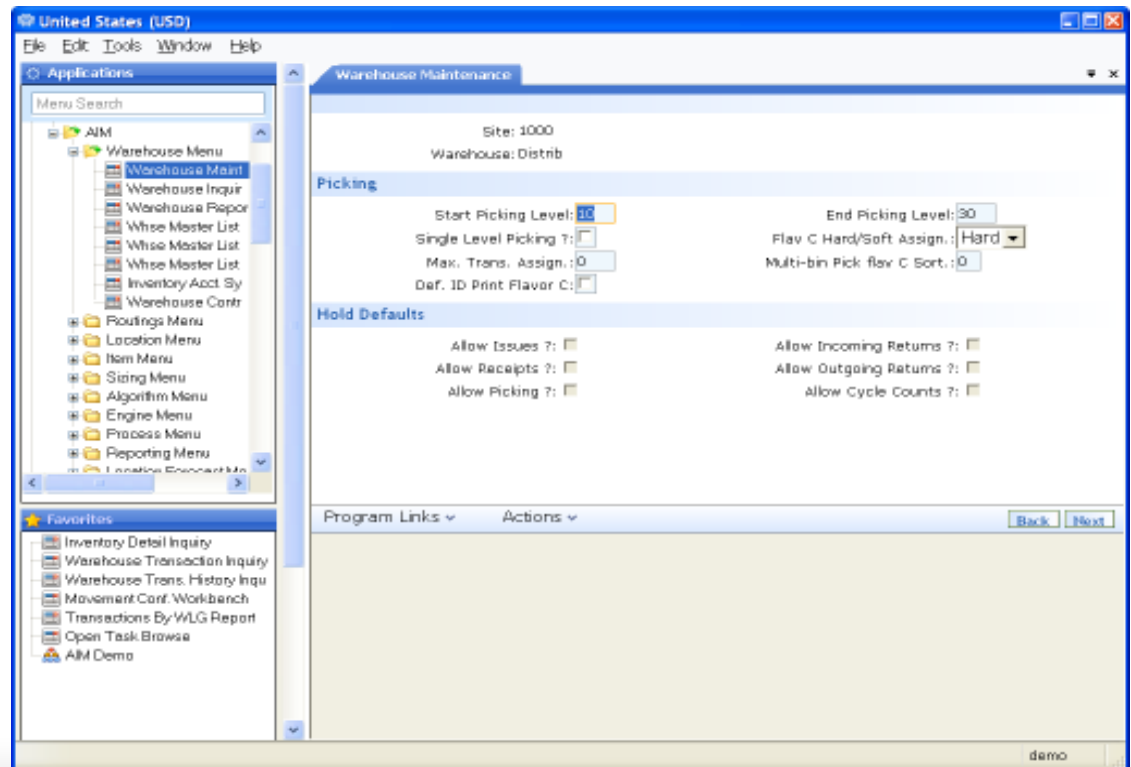 United States (USD)
File Edit Tools Window Help
Applications
Menu Search
AIM
Warehouse Menu
Warehouse Maint
Warehouse Inquir
Warehouse Repor
Whse Master List
Whse Master List
Whse Master List
Inventory Acct Sy
Warehouse Contr
Routings Menu
Location Menu
Item Menu
Sizing Menu
Algorithm Menu
Engine Menu
Process Menu
Reporting Menu
Location Forecast Me
Favorites
Inventory Detail Inquiry
Warehouse Transaction Inquiry
Warehouse Trans. History Inqu
Movement Conf. Workbench
Transactions By WLG Report
Open Task Browse
AIM Demo
Warehouse Maintenance
Site: 1000
Warehouse: Distrib
Picking
Start Picking Level: 10 End Picking Level: 30
Single Level Picking ?: Flav C Hard/Soft Assign.: Hard
Max. Trans. Assign.: 0 Multi-bin Pick flav C Sort.: 0
Def. ID Print Flavor C:
Hold Defaults
Allow Issues ?: Allow Incoming Returns ?:
Allow Receipts ?: Allow Outgoing Returns ?:
Allow Picking ?: Allow Cycle Counts ?:
Program Links Actions Back Next
demo